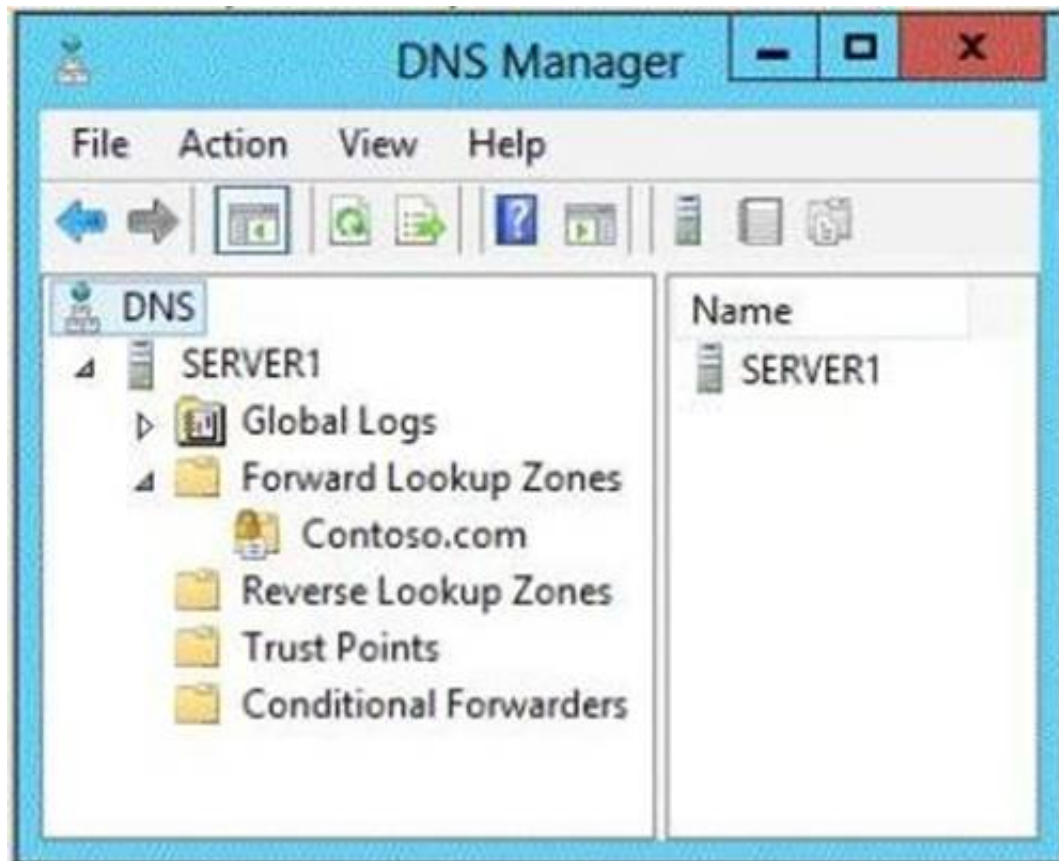 DNS Manager
File Action View Help
DNS
SERVER1
Global Logs
Forward Lookup Zones
Contoso.com
Reverse Lookup Zones
Trust Points
Conditional Forwarders
Name
SERVER1